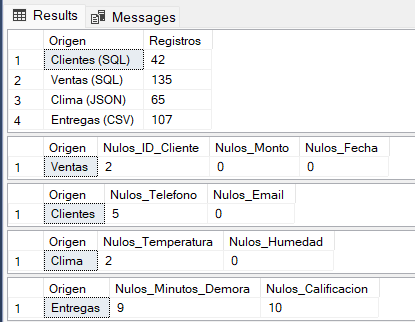 Results Messages
Origen Registros
1 Clientes (SQL) 42
2 Ventas (SQL) 135
3 Clima (JSON) 65
4 Entregas (CSV) 107
Origen Nulos_ID_Cliente Nulos_Monto Nulos_Fecha
1 Ventas 2 0 0
Origen Nulos_Telefono Nulos_Email
1 Clientes 5 0
Origen Nulos_Temperatura Nulos_Humedad
1 Clima 2 0
Origen Nulos_Minutos_Demora Nulos_Calificacion
1 Entregas 9 10